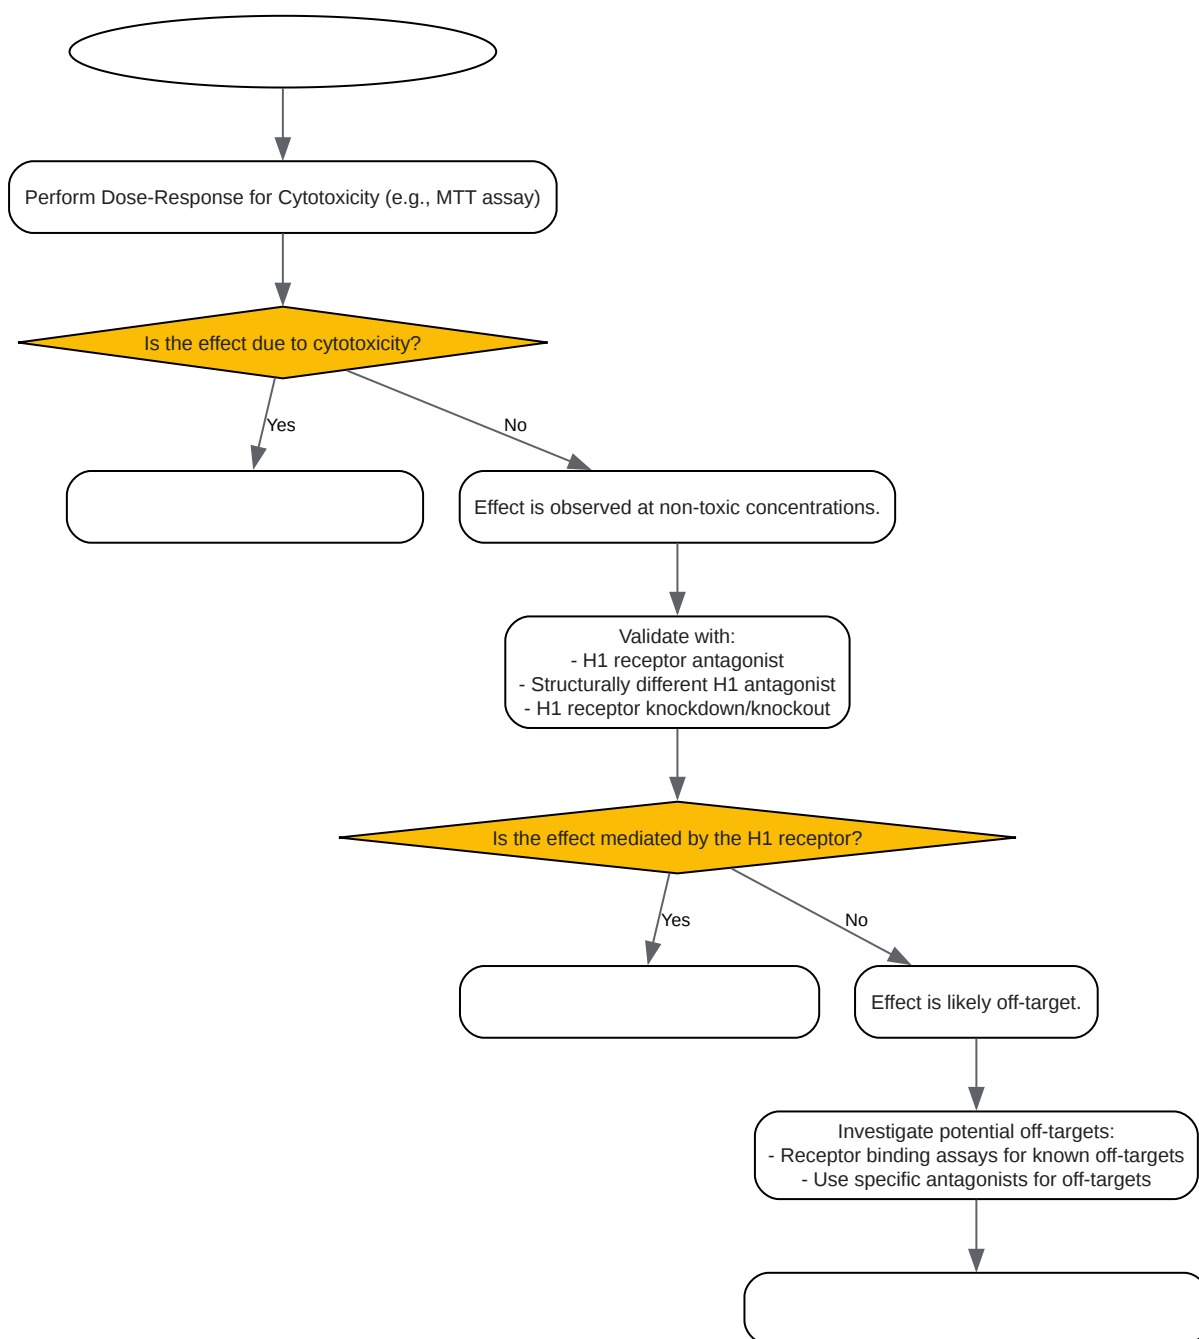 Perform Dose-Response for Cytotoxicity (e.g., MTT assay)
Is the effect due to cytotoxicity?
Yes
No
Effect is observed at non-toxic concentrations.
Validate with:
- H1 receptor antagonist
- Structurally different H1 antagonist
- H1 receptor knockdown/knockout
Is the effect mediated by the H1 receptor?
Yes
No
Effect is likely off-target.
Investigate potential off-targets:
- Receptor binding assays for known off-targets
- Use specific antagonists for off-targets